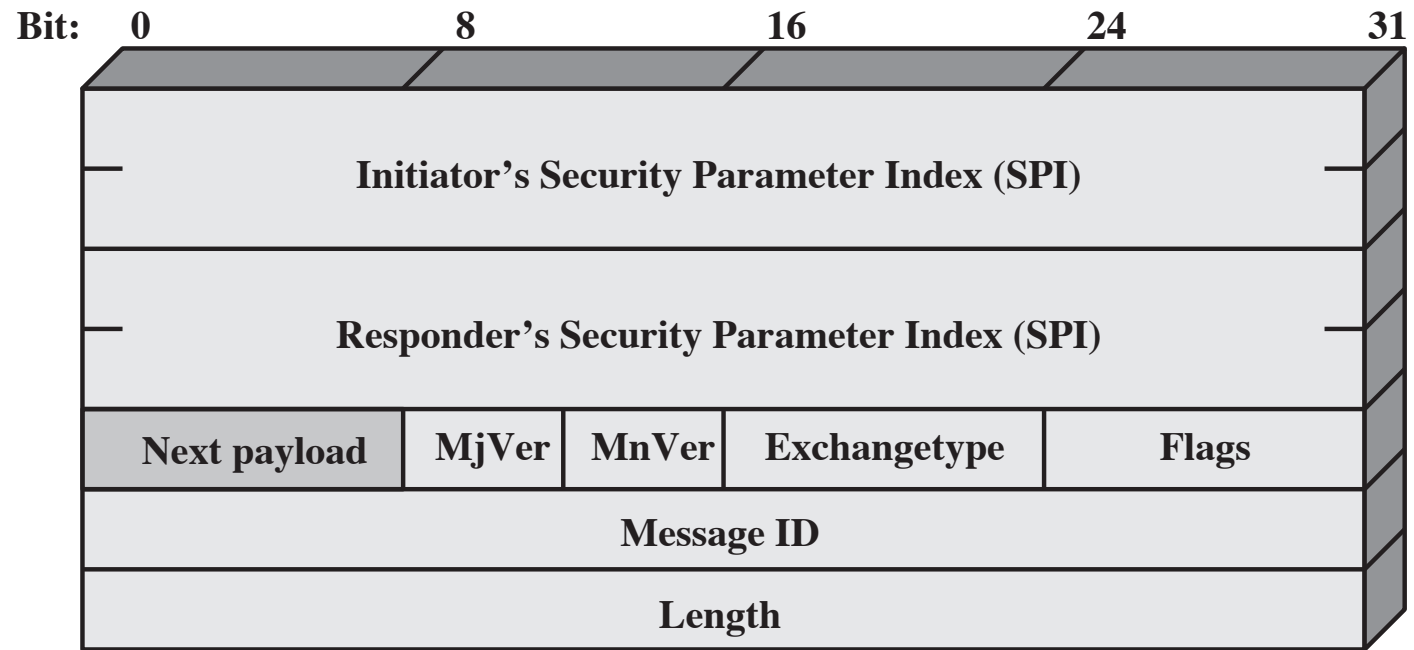 Bit: 0 8 16 24 31
Initiator’s Security Parameter Index (SPI)
Responder’s Security Parameter Index (SPI)
Next payload MjVer MnVer Exchangetype Flags
Message ID
Length